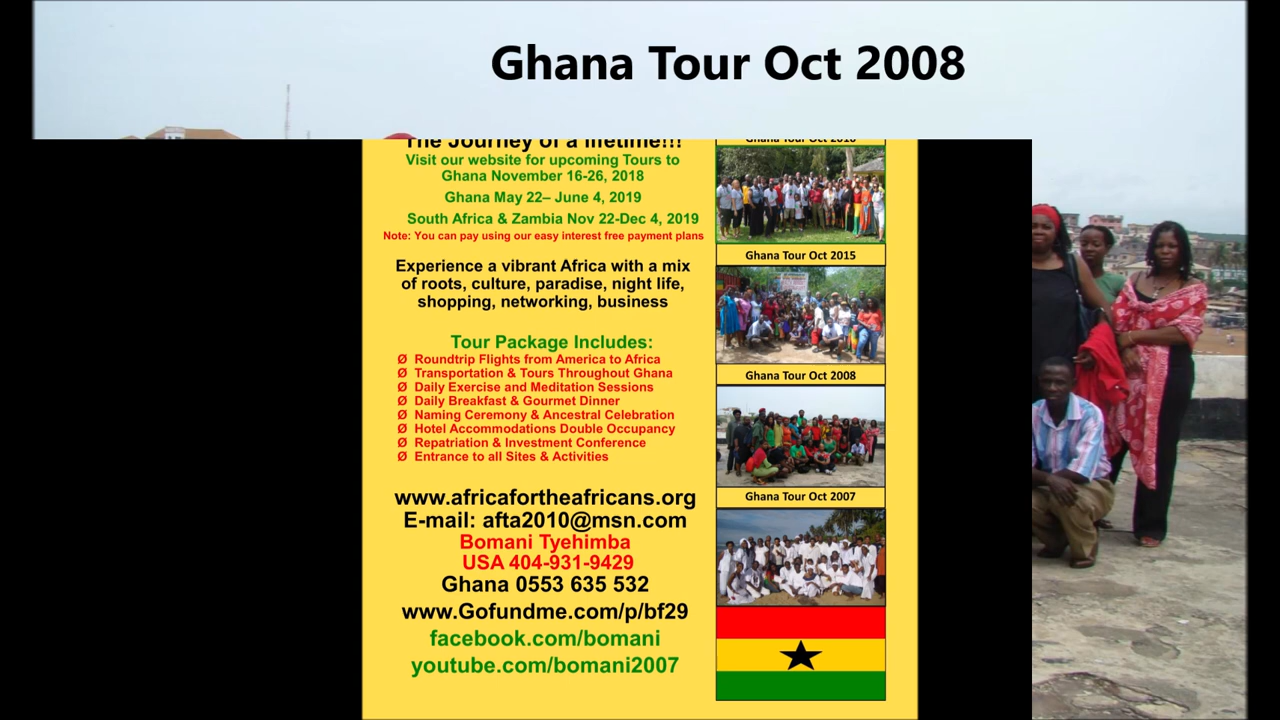 Ghana Tour Oct 2008
The Journey of a lifetime!!!
Visit our website for upcoming Tours to
Ghana November 16-26, 2018
Ghana May 22– June 4, 2019
South Africa & Zambia Nov 22-Dec 4, 2019
Note: You can pay using our easy interest free payment plans
Experience a vibrant Africa with a mix
of roots, culture, paradise, night life,
shopping, networking, business
Tour Package Includes:
Ø Roundtrip Flights from America to Africa
Ø Transportation & Tours Throughout Ghana
Ø Daily Exercise and Meditation Sessions
Ø Daily Breakfast & Gourmet Dinner
Ø Naming Ceremony & Ancestral Celebration
Ø Hotel Accommodations Double Occupancy
Ø Repatriation & Investment Conference
Ø Entrance to all Sites & Activities
www.africafortheafricans.org
E-mail: afta2010@msn.com
Bomani Tyehimba
USA 404-931-9429
Ghana 0553 635 532
www.Gofundme.com/p/bf29
facebook.com/bomani
youtube.com/bomani2007
Ghana Tour Oct
Ghana Tour Oct 2015
Ghana Tour Oct 2008
Ghana Tour Oct 2007